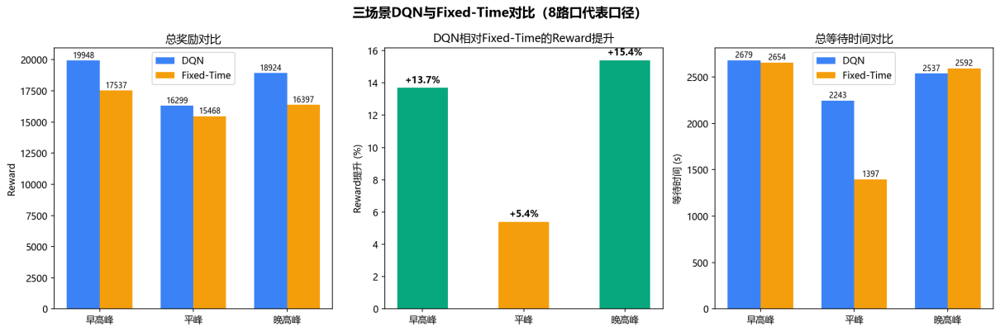 三场景DQN与Fixed-Time对比（8路口代表口径）
总奖励对比
Reward
20000
17500
15000
12500
10000
7500
5000
2500
0
DQN
Fixed-Time
19948
17537
16299
15468
18924
16397
早高峰
平峰
晚高峰
DQN相对Fixed-Time的Reward提升
Reward提升 (%)
16
14
12
10
8
6
4
2
0
+13.7%
+5.4%
+15.4%
早高峰
平峰
晚高峰
总等待时间对比
等待时间 (s)
2500
2000
1500
1000
500
0
DQN
Fixed-Time
2679
2654
2243
1397
2537
2592
早高峰
平峰
晚高峰